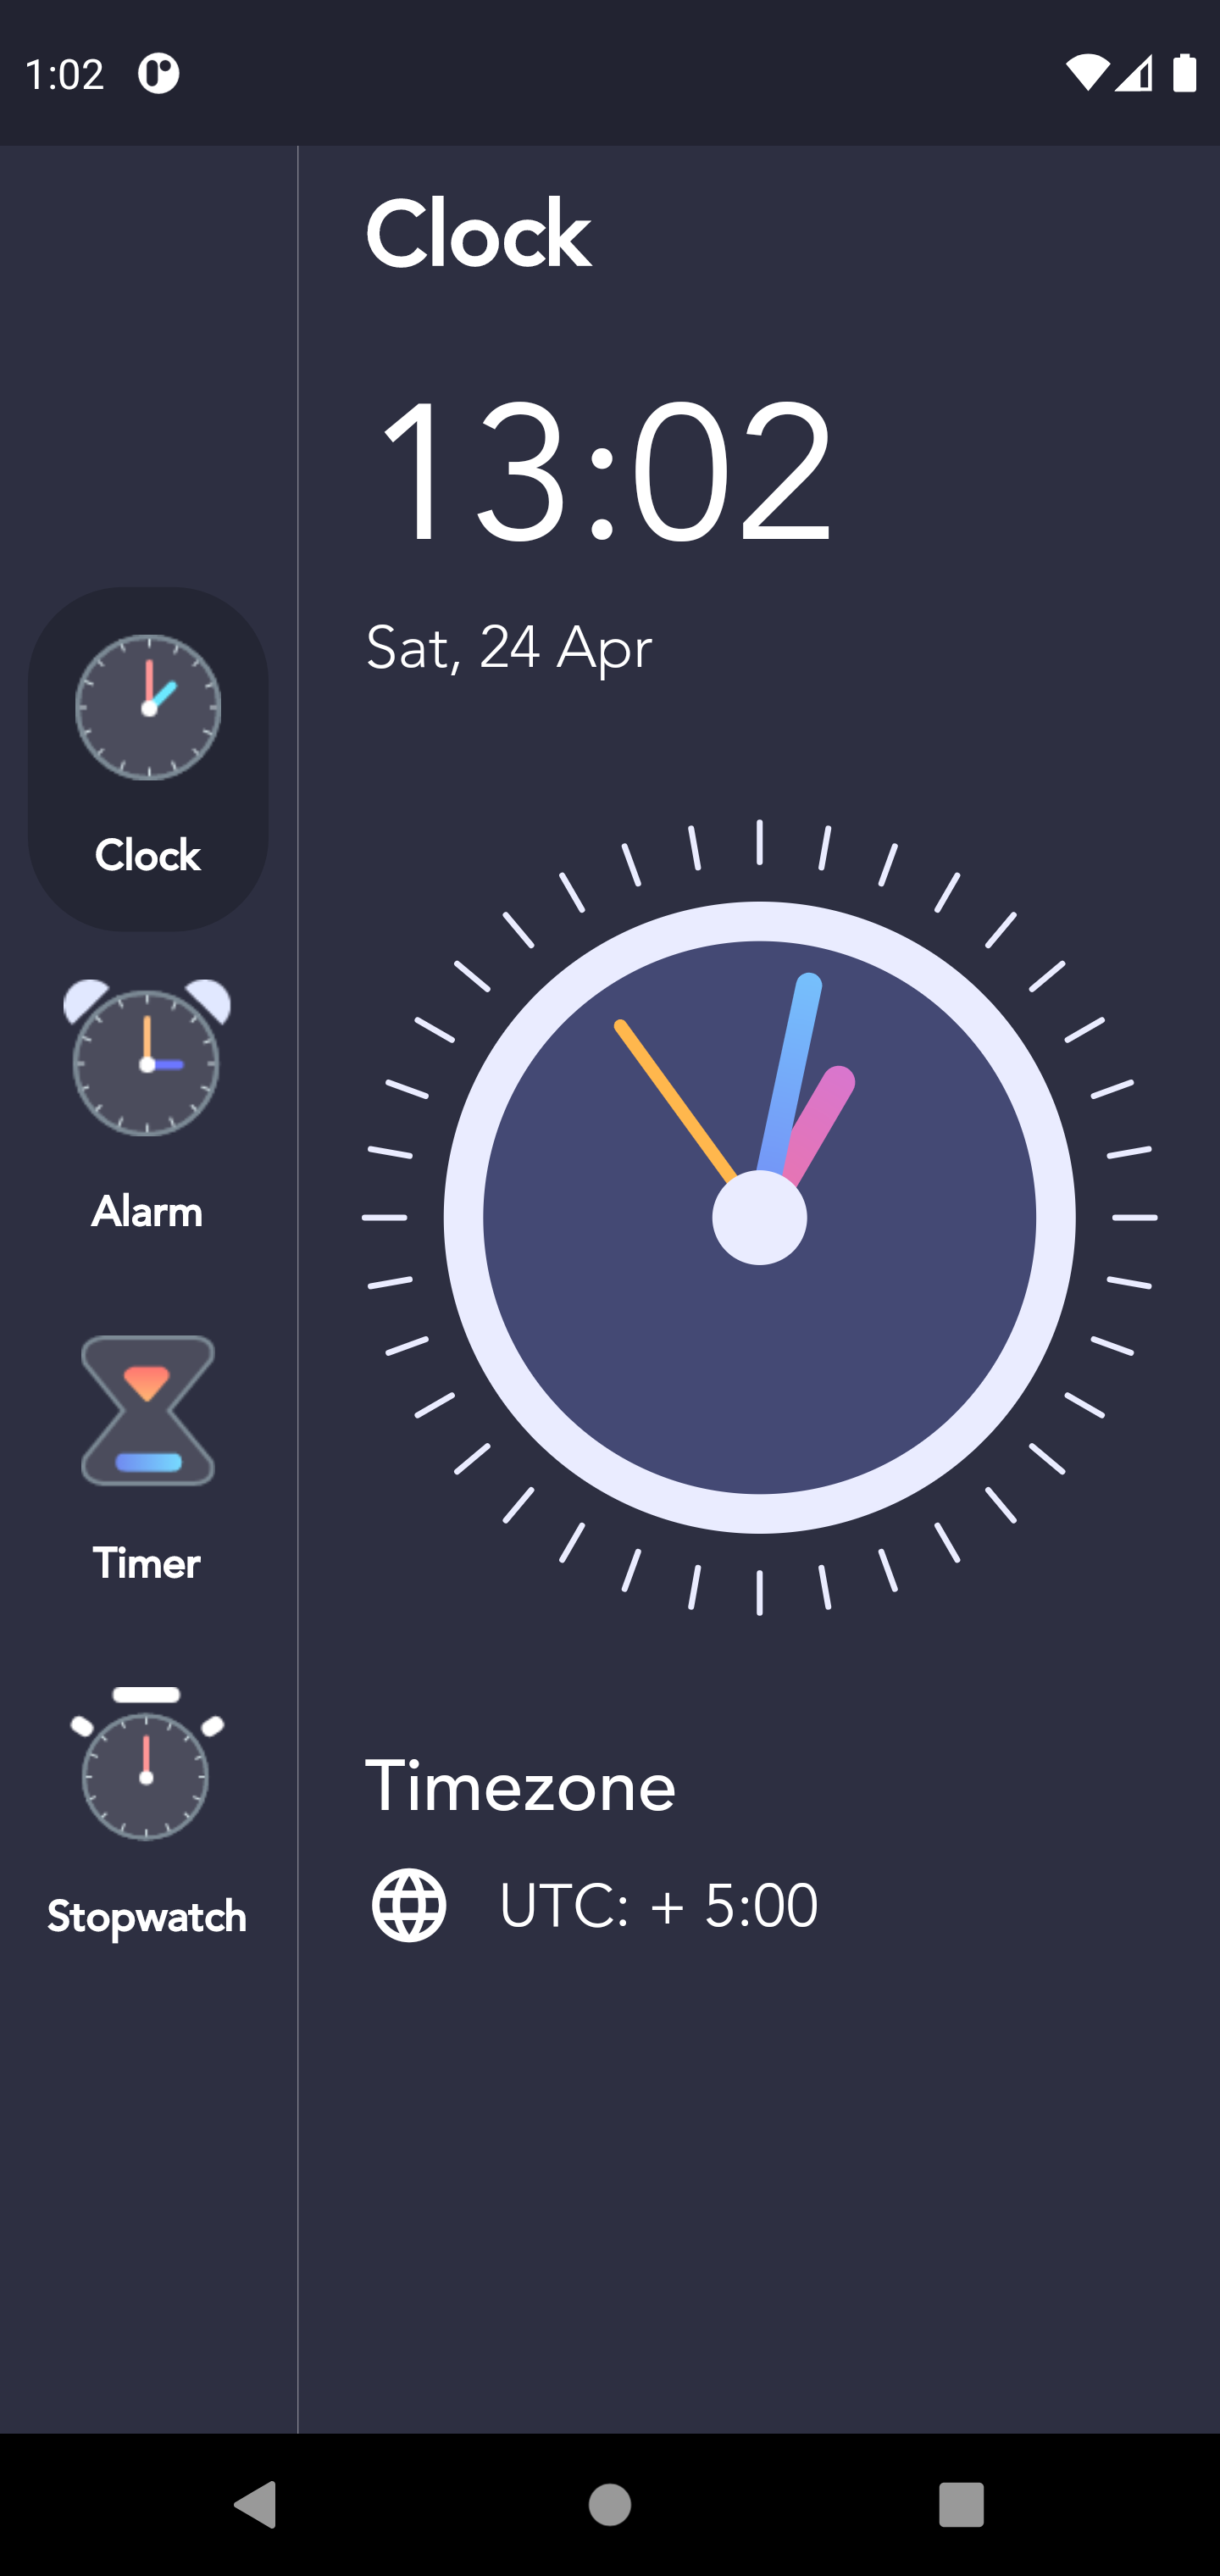 1:02
Clock
13:02
Sat, 24 Apr
Clock
Alarm
Timer
Stopwatch
Timezone
UTC: + 5:00